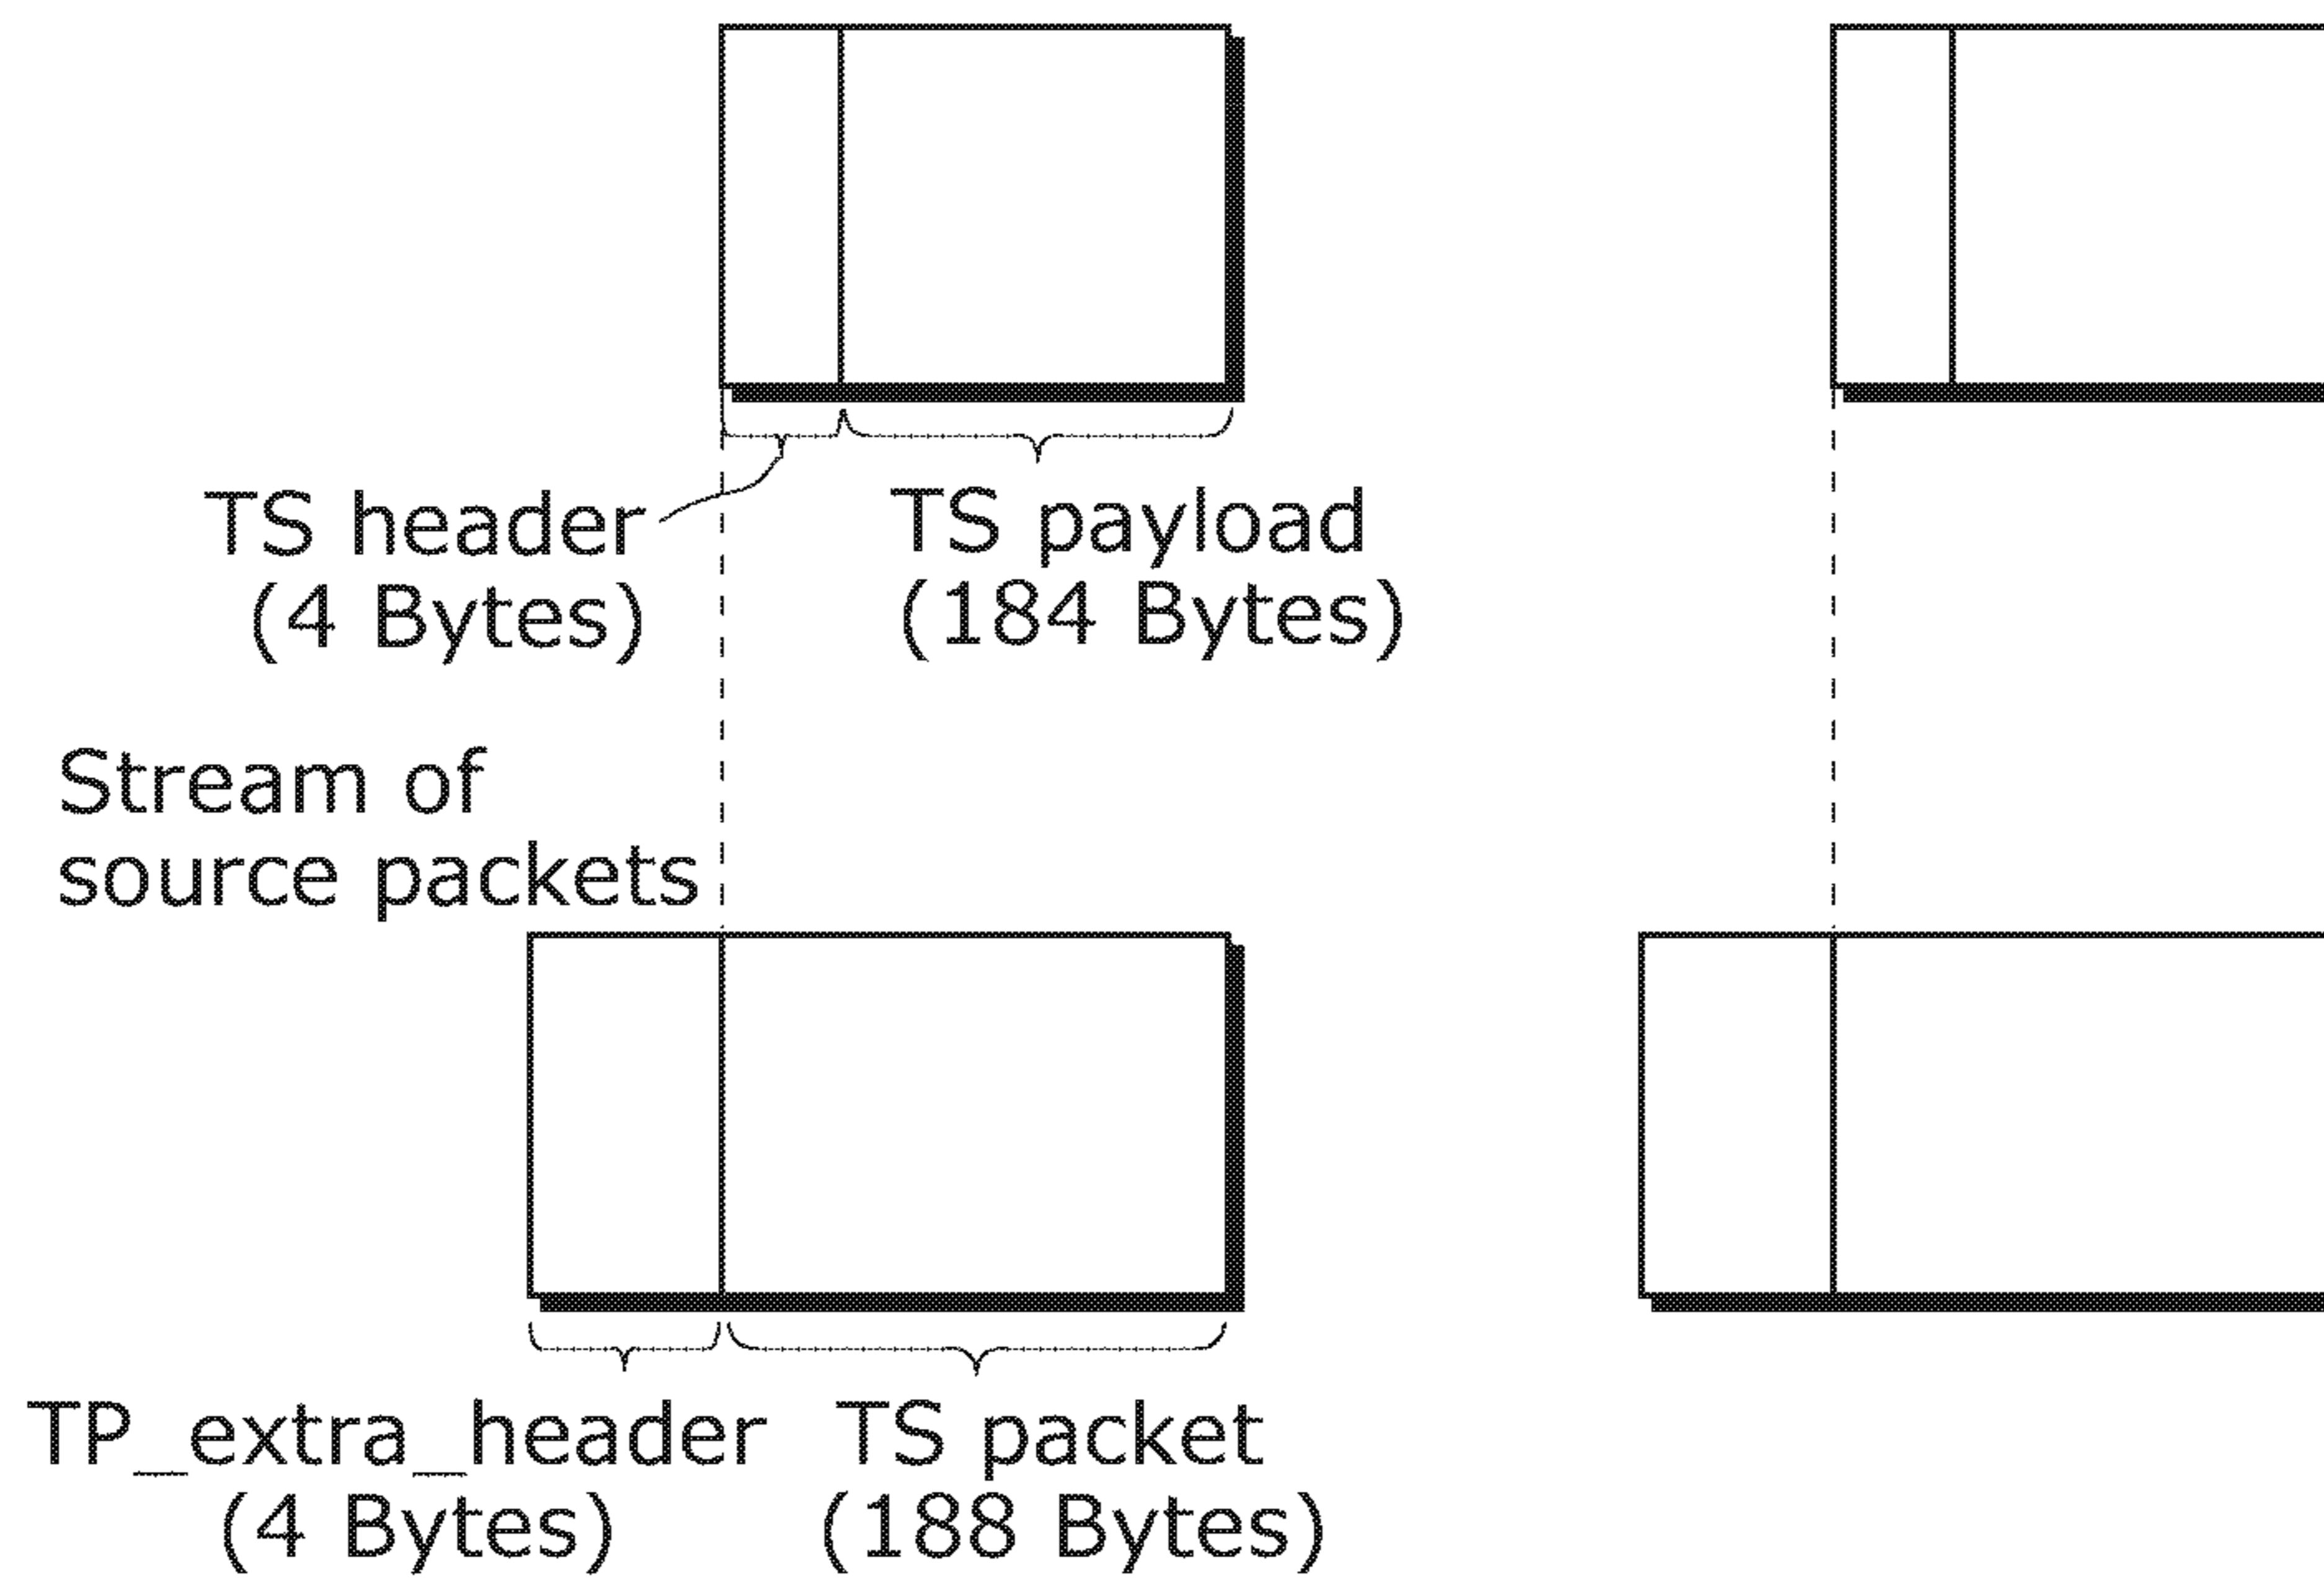 TS header
(4 Bytes)
TS payload
(184 Bytes)
Stream of
source packets
TP_extra_header
(4 Bytes)
TS packet
(188 Bytes)